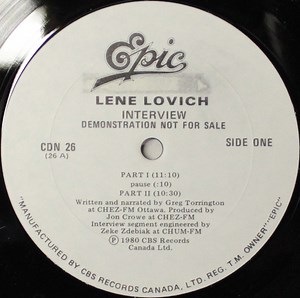 Epic
LENE LOVICH
INTERVIEW
DEMONSTRATION NOT FOR SALE
CDN 26
(26 A)
SIDE ONE
PART I (11:10)
pause (:10)
PART II (10:30)
Written and narrated by Greg Torrington
at CHEZ-FM Ottawa. Produced by
Jon Crowe at CHEZ-FM
Interview segment engineered by
Zeke Zdebiak at CHUM-FM
℗ 1980 CBS Records
Canada Ltd.
"MANUFACTURED BY CBS RECORDS CANADA, LTD. REG. T.M. OWNER" "EPIC"